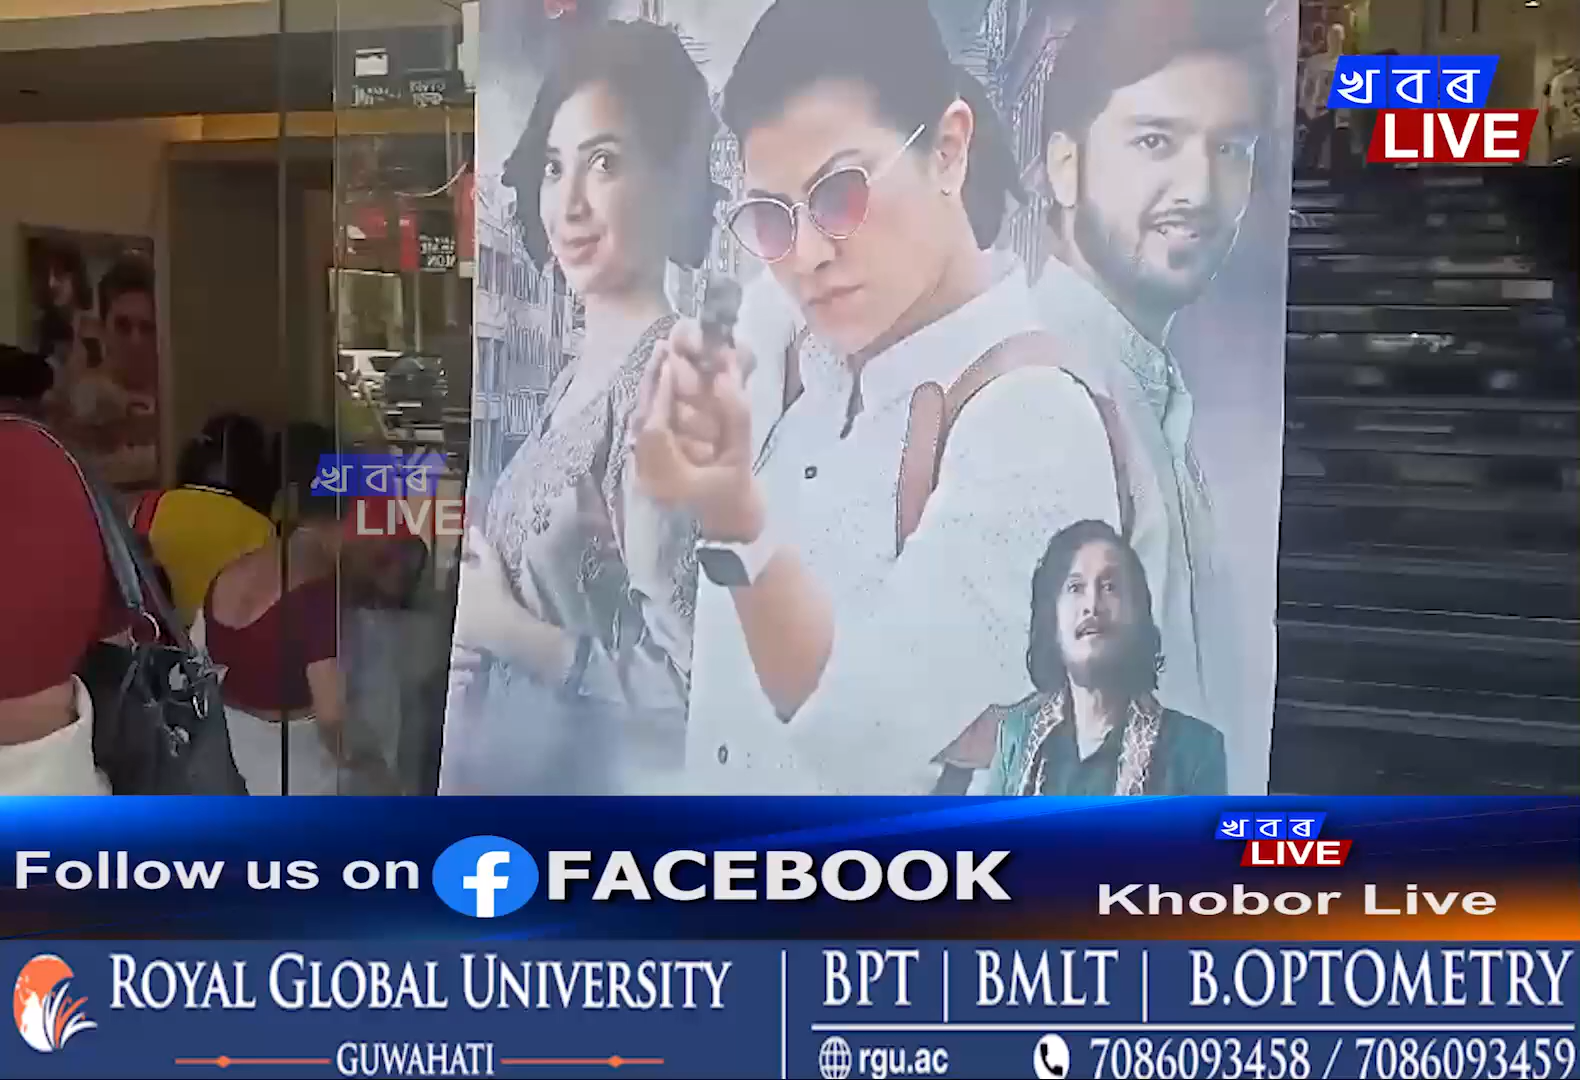 খবৰ
LIVE
খবৰ
LIVE
Follow us on FACEBOOK
খবৰ
LIVE
Khobor Live
ROYAL GLOBAL UNIVERSITY
GUWAHATI
BPT | BMLT | B.OPTOMETRY
rgu.ac
7086093458 / 7086093459